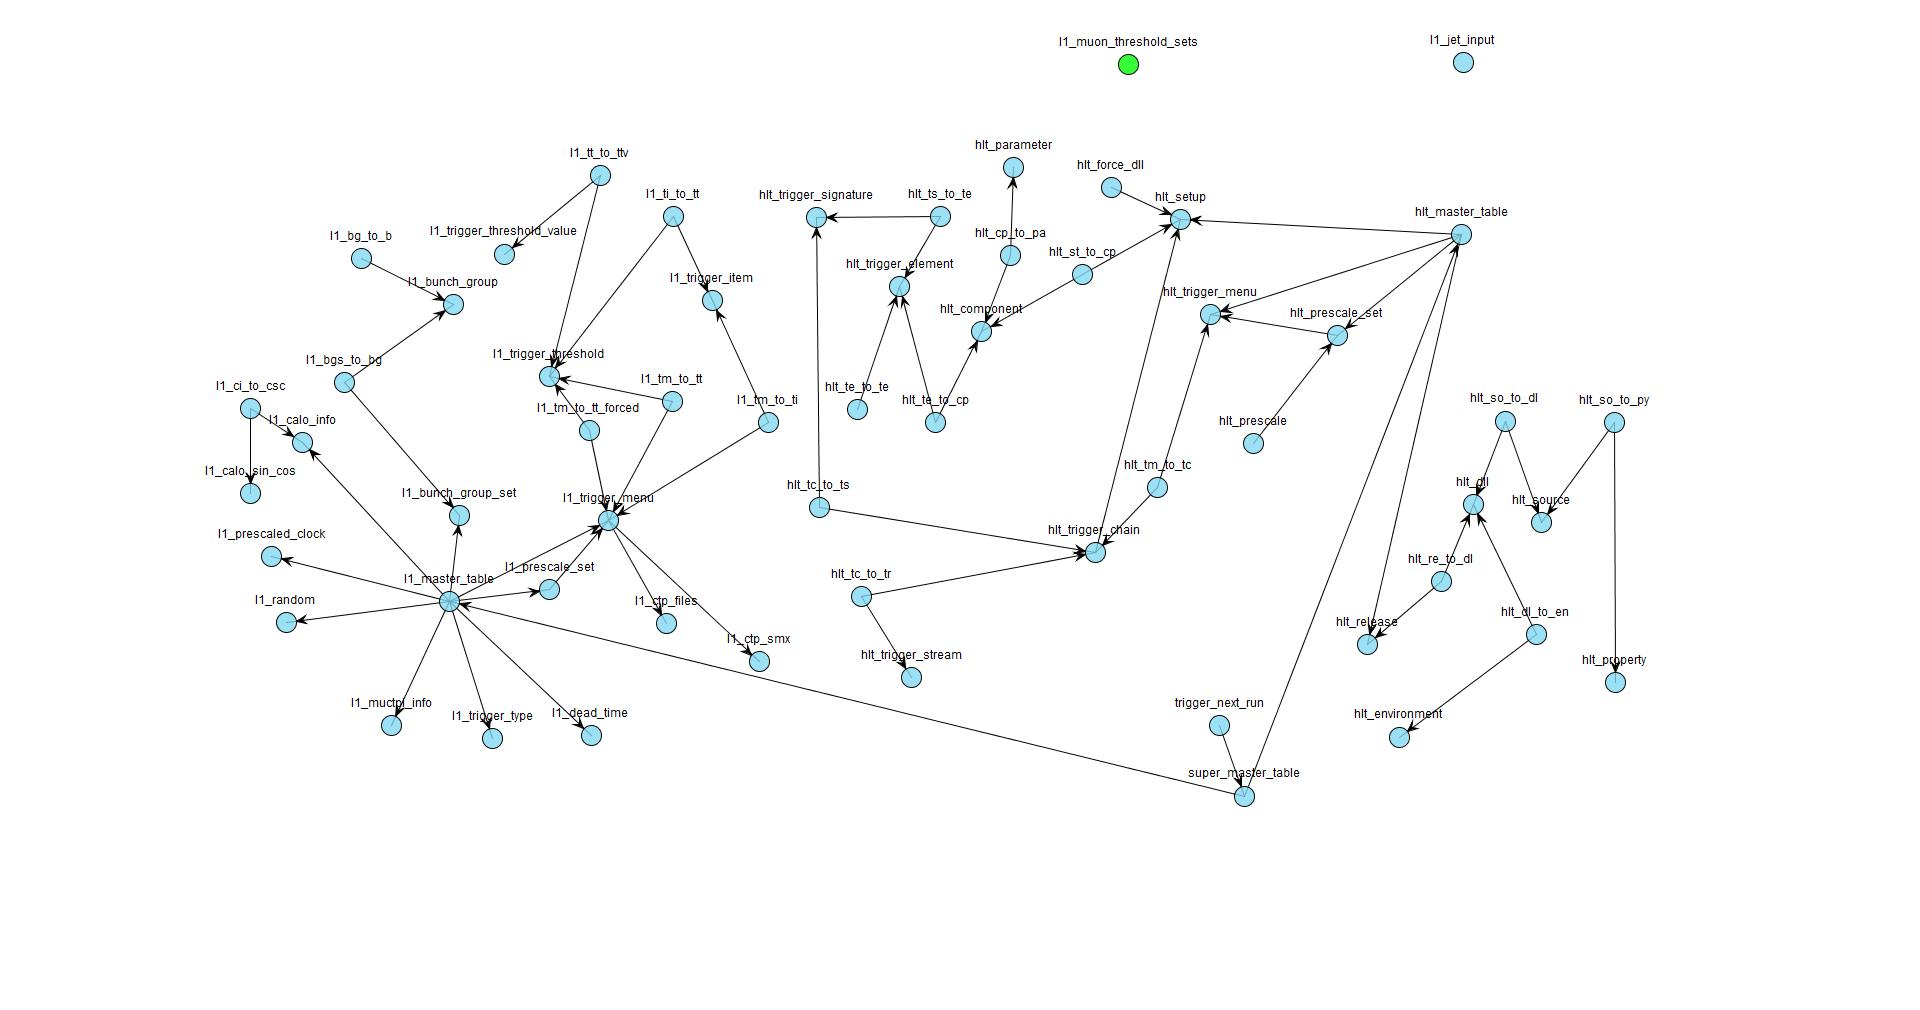 l1_muon_threshold_sets
l1_jet_input
l1_tt_to_ttv
hlt_parameter
hlt_force_dll
l1_ti_to_tt
hlt_trigger_signature
hlt_ts_to_te
hlt_setup
hlt_master_table
l1_bg_to_b
l1_trigger_threshold_value
hlt_cp_to_pa
hlt_st_to_cp
hlt_trigger_element
l1_bunch_group
l1_trigger_item
hlt_trigger_menu
hlt_component
hlt_prescale_set
l1_bgs_to_bg
l1_trigger_threshold
l1_ci_to_csc
l1_tm_to_tt
hlt_te_to_te
l1_tm_to_tt_forced
l1_tm_to_ti
hlt_te_to_cp
hlt_so_to_dl
hlt_so_to_py
l1_calo_info
hlt_prescale
l1_calo_sin_cos
hlt_tm_to_tc
hlt_tc_to_ts
hlt_dll
l1_bunch_group_set
l1_trigger_menu
hlt_source
l1_prescaled_clock
hlt_trigger_chain
l1_master_table
l1_prescale_set
hlt_tc_to_tr
hlt_re_to_dl
l1_random
l1_ctp_files
hlt_dl_to_en
hlt_release
l1_ctp_smx
hlt_trigger_stream
hlt_property
l1_muctpi_info
l1_trigger_type
l1_dead_time
trigger_next_run
hlt_environment
super_master_table